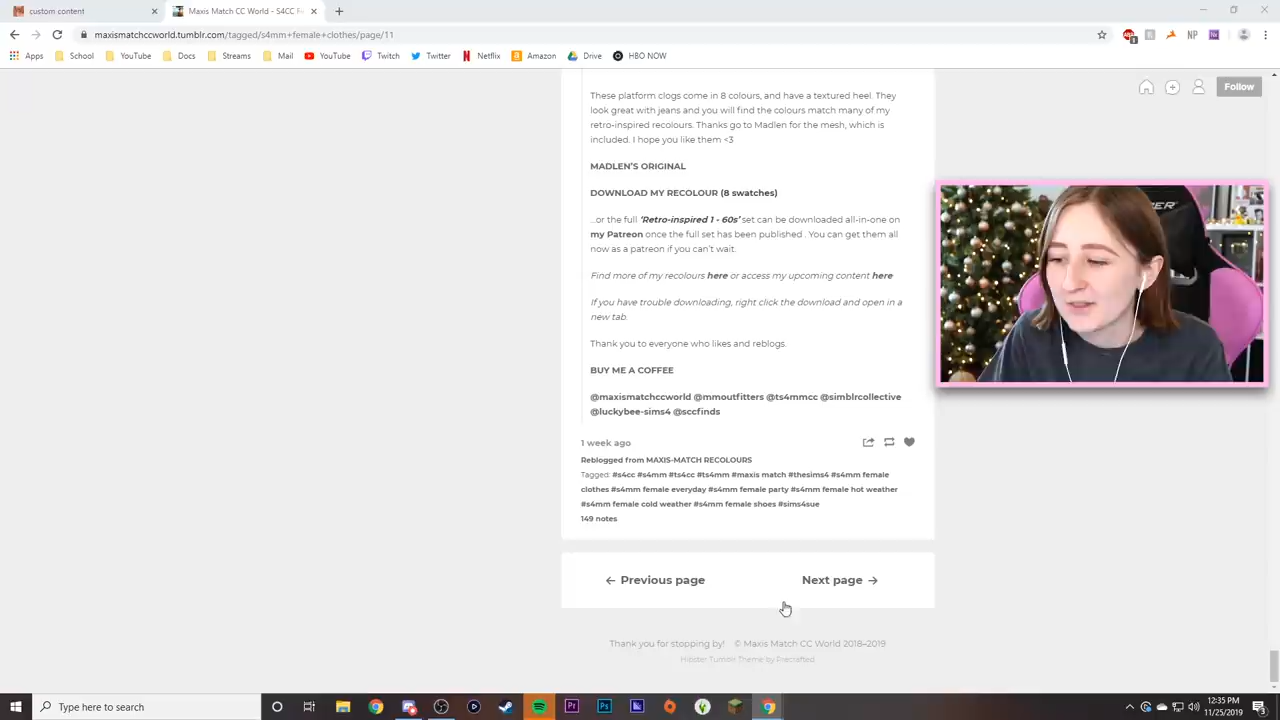 custom content
Maxis Match CC World - S4CC F
maxismatchccworld.tumblr.com/tagged/s4mm+female+clothes/page/11
Apps School YouTube Docs Streams Mail YouTube Twitch Twitter Netflix Amazon Drive HBO NOW
Follow
These platform clogs come in 8 colours, and have a textured heel. They
look great with jeans and you will find the colours match many of my
retro-inspired recolours. Thanks go to Madlen for the mesh, which is
included. I hope you like them <3
MADLEN'S ORIGINAL
DOWNLOAD MY RECOLOUR (8 swatches)
...or the full 'Retro-inspired 1 - 60s' set can be downloaded all-in-one on
my Patreon once the full set has been published . You can get them all
now as a patreon if you can't wait.
Find more of my recolours here or access my upcoming content here
If you have trouble downloading, right click the download and open in a
new tab.
Thank you to everyone who likes and reblogs.
BUY ME A COFFEE
@maxismatchccworld @mmoutfitters @ts4mmcc @simblrcollective
@luckybee-sims4 @sccfinds
1 week ago
Reblogged from MAXIS-MATCH RECOLOURS
Tagged: #s4cc #s4mm #ts4cc #ts4mm #maxis match #thesims4 #s4mm female
clothes #s4mm female everyday #s4mm female party #s4mm female hot weather
#s4mm female cold weather #s4mm female shoes #sims4sue
149 notes
← Previous page Next page →
Thank you for stopping by! © Maxis Match CC World 2018–2019
Hipster Tumblr Theme by Precrafted
Type here to search
12:35 PM
11/25/2019